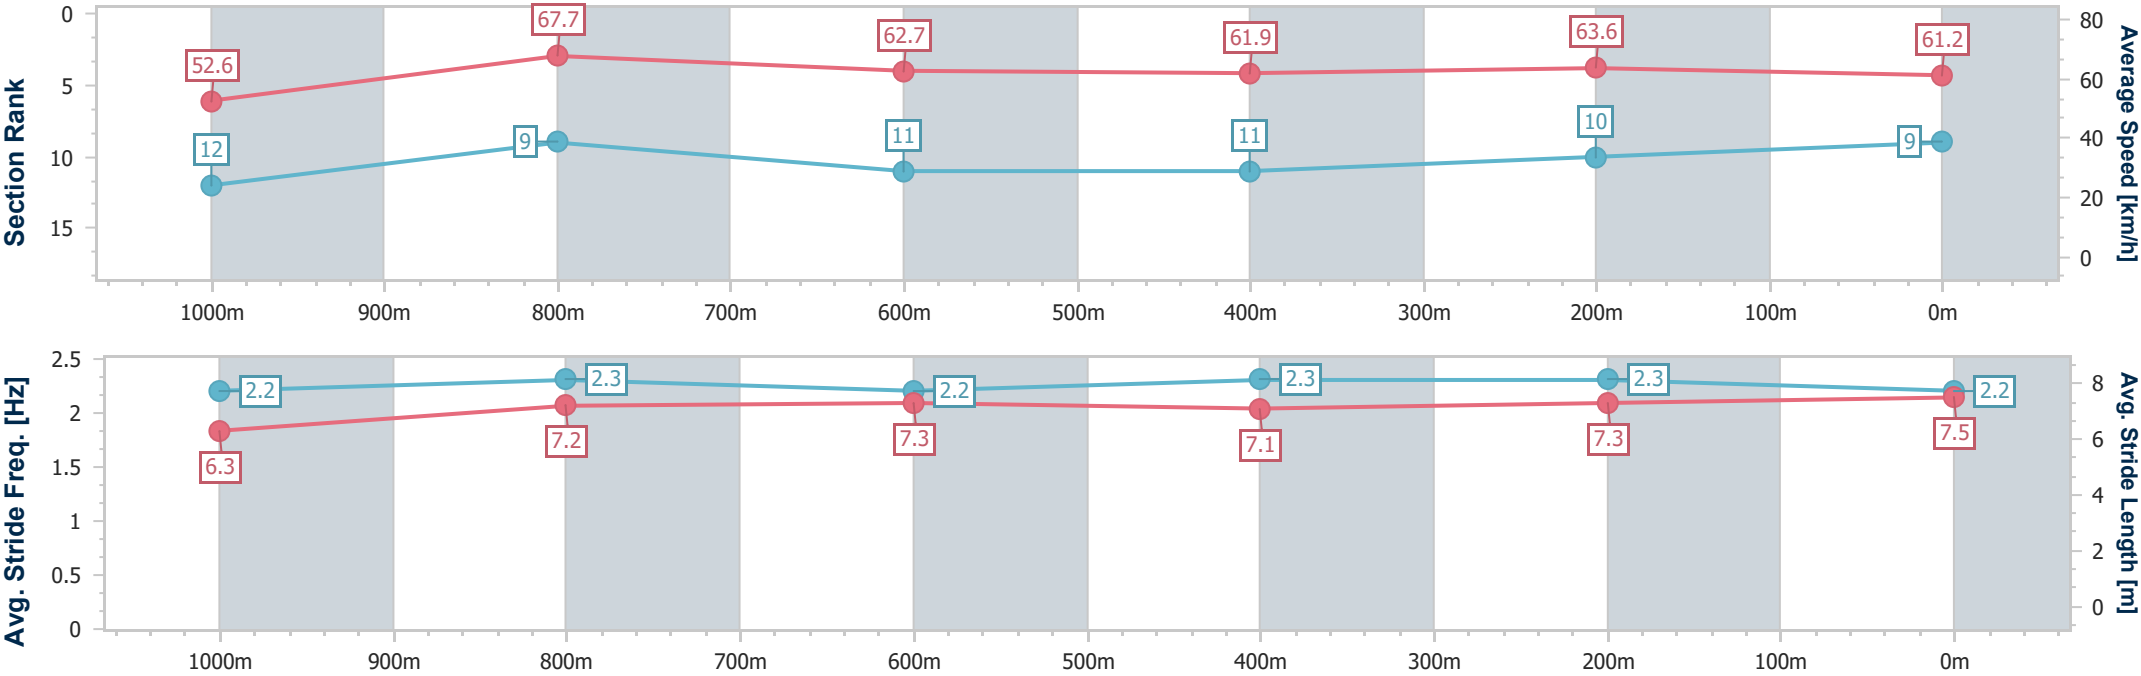 Section Rank
0
5
10
15
52.6
67.7
62.7
61.9
63.6
61.2
12
9
11
11
10
9
80
60
40
20
0
Average Speed [km/h]
1000m
900m
800m
700m
600m
500m
400m
300m
200m
100m
0m
Avg. Stride Freq. [Hz]
2.5
2
1.5
1
0.5
0
2.2
2.3
2.2
2.3
2.3
2.2
6.3
7.2
7.3
7.1
7.3
7.5
8
6
4
2
0
Avg. Stride Length [m]
1000m
900m
800m
700m
600m
500m
400m
300m
200m
100m
0m